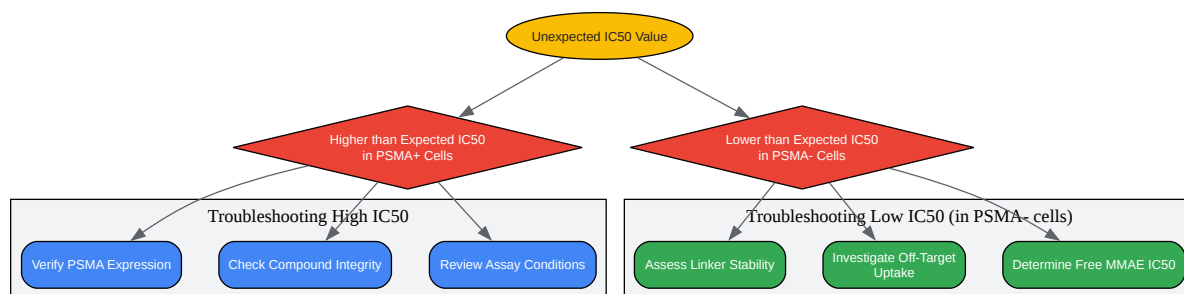 Unexpected IC50 Value
Higher than Expected IC50
in PSMA+ Cells
Lower than Expected IC50
in PSMA- Cells
Troubleshooting High IC50
Troubleshooting Low IC50 (in PSMA- cells)
Verify PSMA Expression
Check Compound Integrity
Review Assay Conditions
Assess Linker Stability
Investigate Off-Target
Uptake
Determine Free MMAE IC50